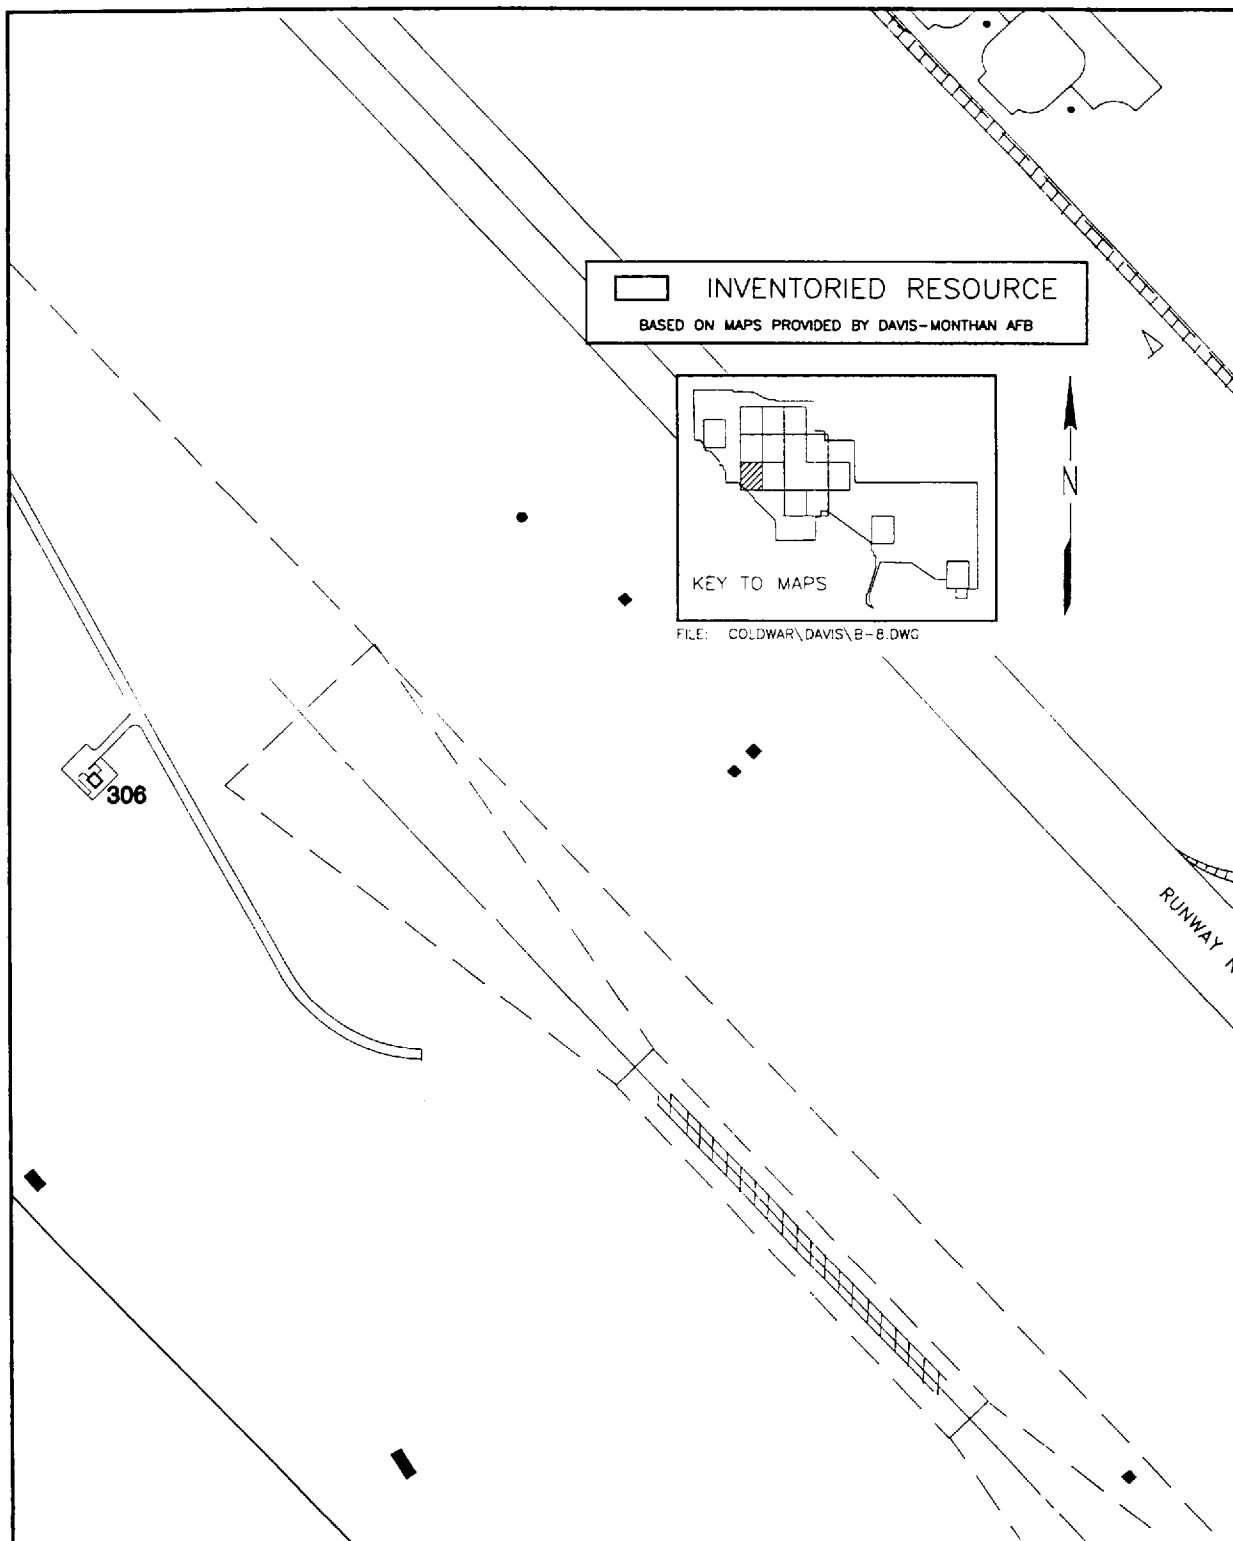 INVENTORIED RESOURCE
BASED ON MAPS PROVIDED BY DAVIS-MONTHAN AFB
N
KEY TO MAPS
FILE: COLDWAR\DAVIS\B-8.DWG
306
RUNWAY N